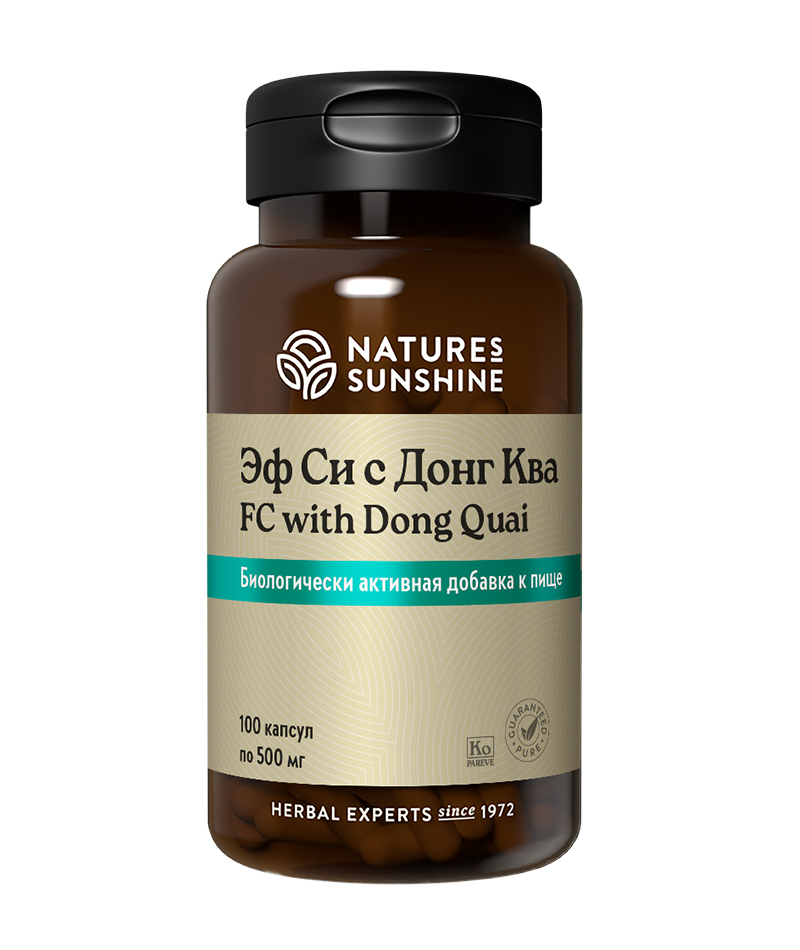 NATURES
SUNSHINE
Эф Си с Донг Ква
FC with Dong Quai
Биологически активная добавка к пище
100 капсул
по 500 мг
Ko
PAREVE
GUARANTEED
PURE
HERBAL EXPERTS since 1972